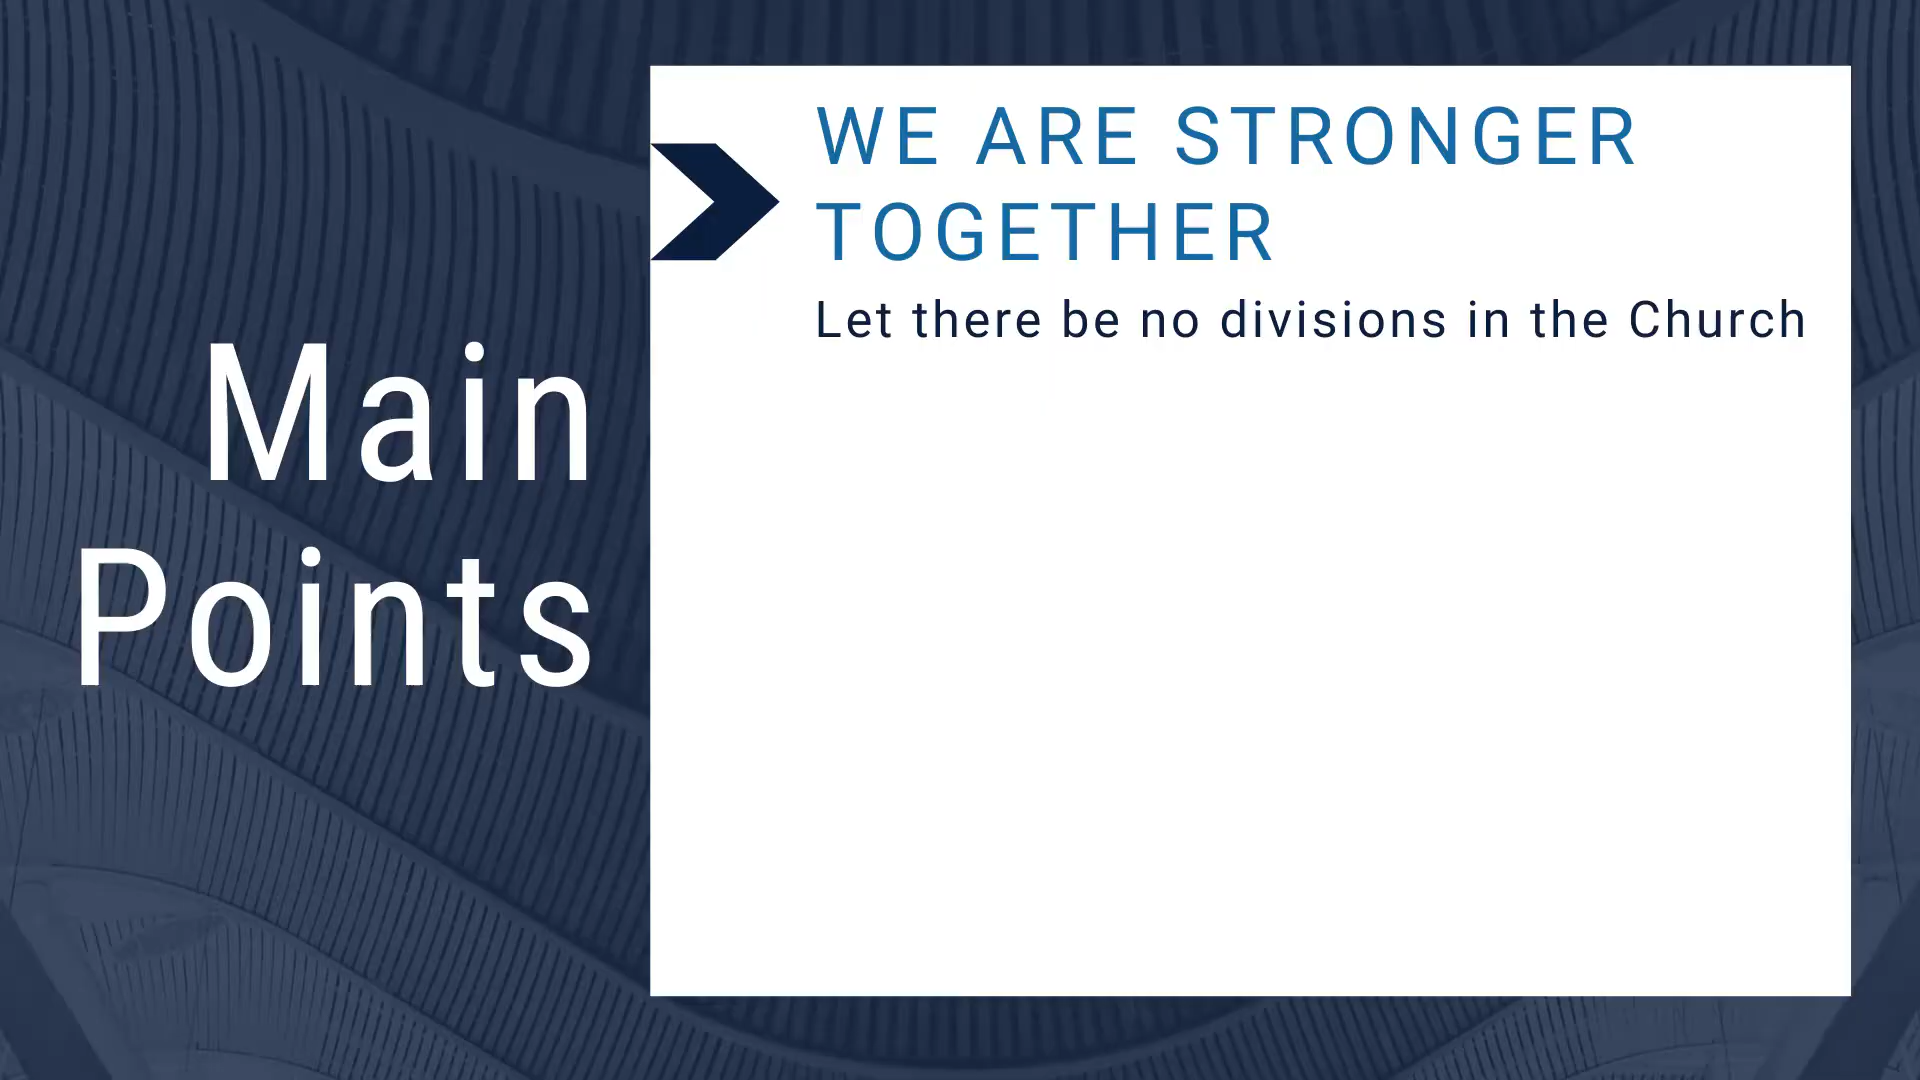 Main
Points
WE ARE STRONGER
TOGETHER
Let there be no divisions in the Church